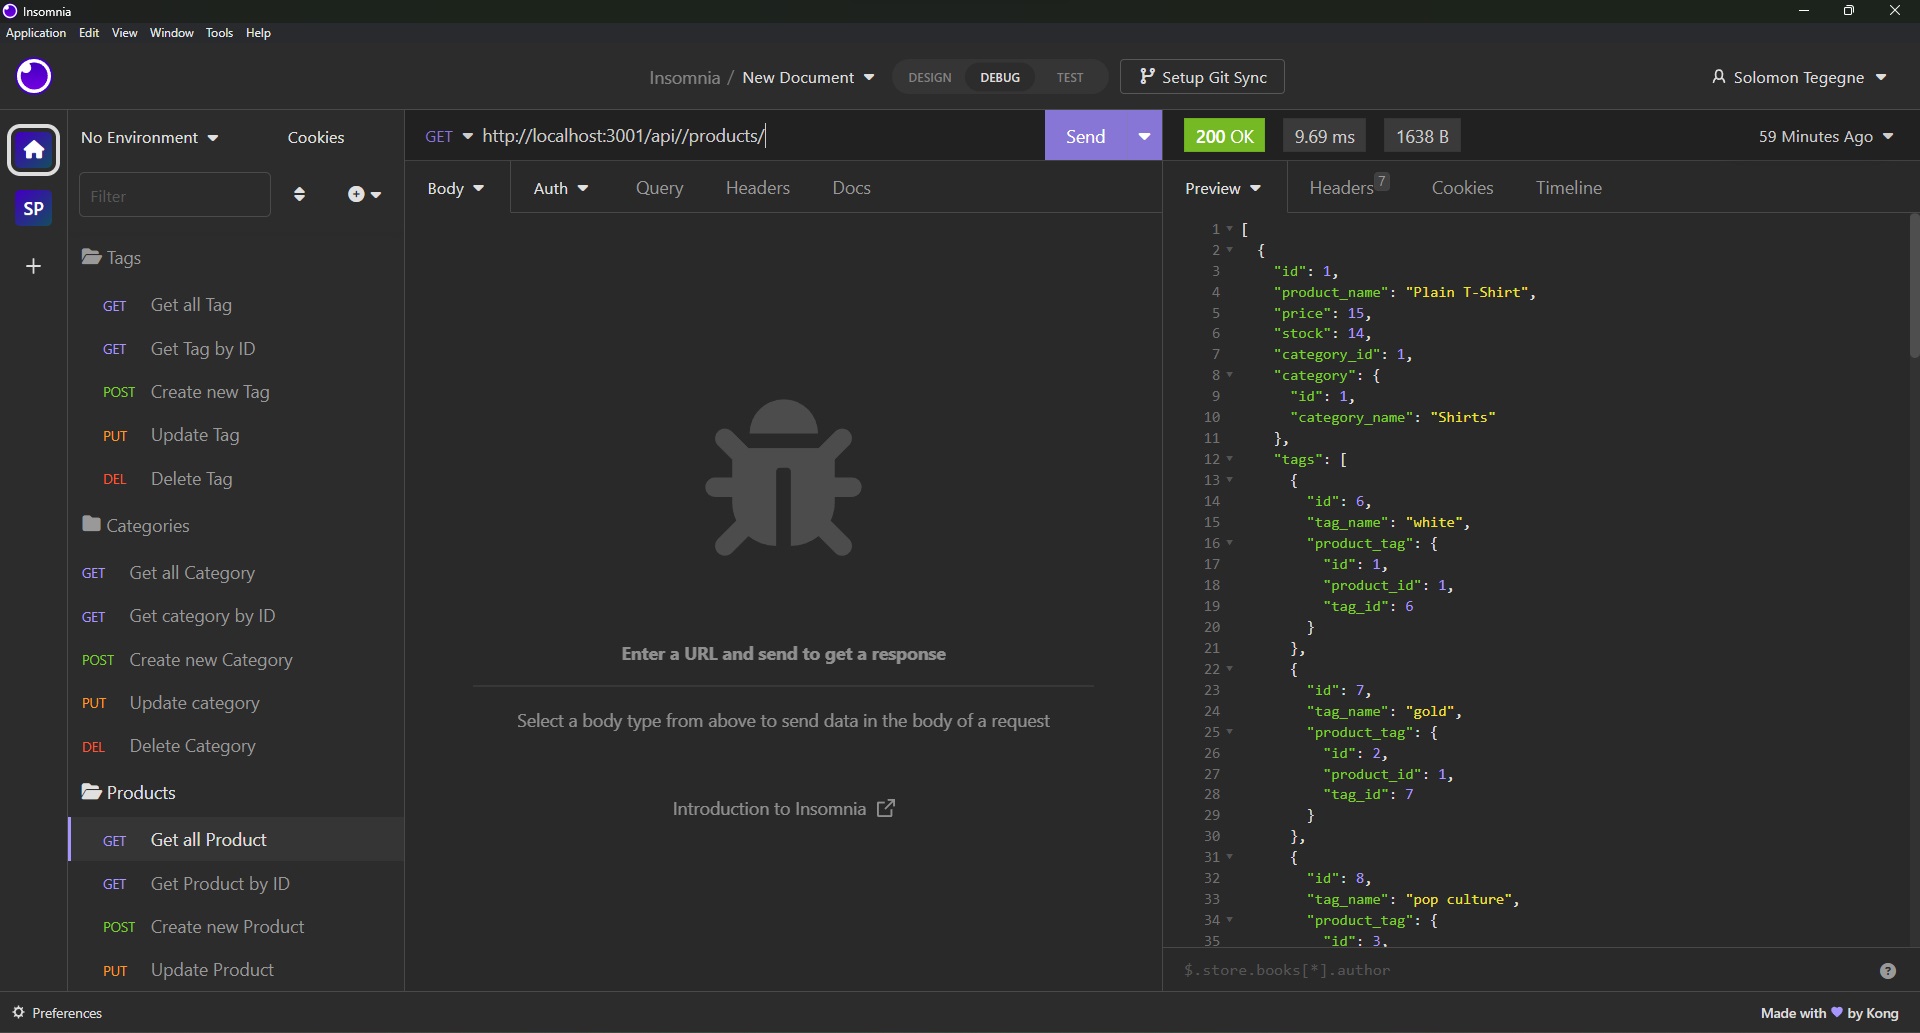 Insomnia
Application Edit View Window Tools Help
Insomnia / New Document DESIGN DEBUG TEST Setup Git Sync Solomon Tegegne
No Environment Cookies
SP
Filter
Tags
GET Get all Tag
GET Get Tag by ID
POST Create new Tag
PUT Update Tag
DEL Delete Tag
Categories
GET Get all Category
GET Get category by ID
POST Create new Category
PUT Update category
DEL Delete Category
Products
GET Get all Product
GET Get Product by ID
POST Create new Product
PUT Update Product
GET http://localhost:3001/api//products/ Send
Body Auth Query Headers Docs
Enter a URL and send to get a response
Select a body type from above to send data in the body of a request
Introduction to Insomnia
200 OK 9.69 ms 1638 B 59 Minutes Ago
Preview Headers 7 Cookies Timeline
1 [
2 {
3 "id": 1,
4 "product_name": "Plain T-Shirt",
5 "price": 15,
6 "stock": 14,
7 "category_id": 1,
8 "category": {
9 "id": 1,
10 "category_name": "Shirts"
11 },
12 "tags": [
13 {
14 "id": 6,
15 "tag_name": "white",
16 "product_tag": {
17 "id": 1,
18 "product_id": 1,
19 "tag_id": 6
20 }
21 },
22 {
23 "id": 7,
24 "tag_name": "gold",
25 "product_tag": {
26 "id": 2,
27 "product_id": 1,
28 "tag_id": 7
29 }
30 },
31 {
32 "id": 8,
33 "tag_name": "pop culture",
34 "product_tag": {
35 "id": 3,
$.store.books[*].author
Preferences
Made with by Kong